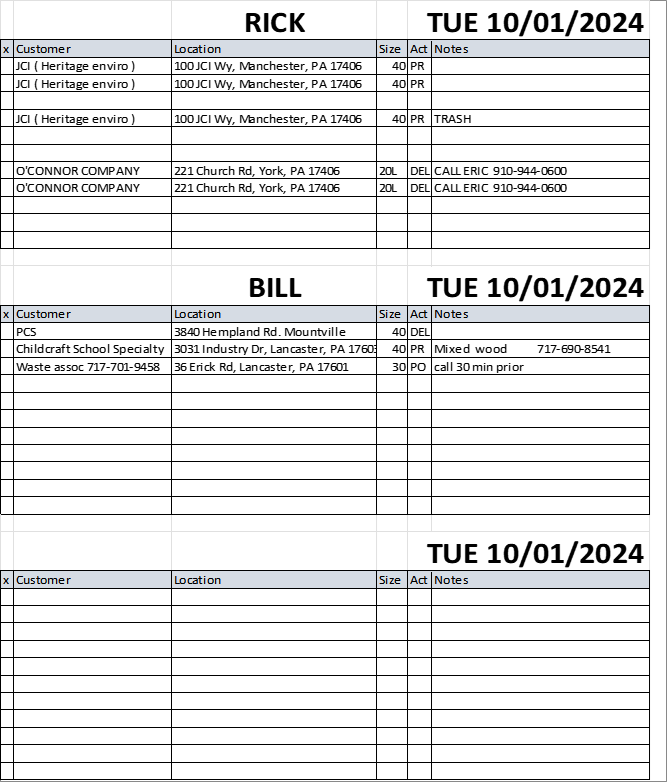 RICK TUE 10/01/2024
x Customer Location Size Act Notes
JCI ( Heritage enviro ) 100 JCI Wy, Manchester, PA 17406 40 PR
JCI ( Heritage enviro ) 100 JCI Wy, Manchester, PA 17406 40 PR
JCI ( Heritage enviro ) 100 JCI Wy, Manchester, PA 17406 40 PR TRASH
O'CONNOR COMPANY 221 Church Rd, York, PA 17406 20L DEL CALL ERIC 910-944-0600
O'CONNOR COMPANY 221 Church Rd, York, PA 17406 20L DEL CALL ERIC 910-944-0600
BILL TUE 10/01/2024
x Customer Location Size Act Notes
PCS 3840 Hempland Rd. Mountville 40 DEL
Childcraft School Specialty 3031 Industry Dr, Lancaster, PA 17603 40 PR Mixed wood 717-690-8541
Waste assoc 717-701-9458 36 Erick Rd, Lancaster, PA 17601 30 PO call 30 min prior
TUE 10/01/2024
x Customer Location Size Act Notes